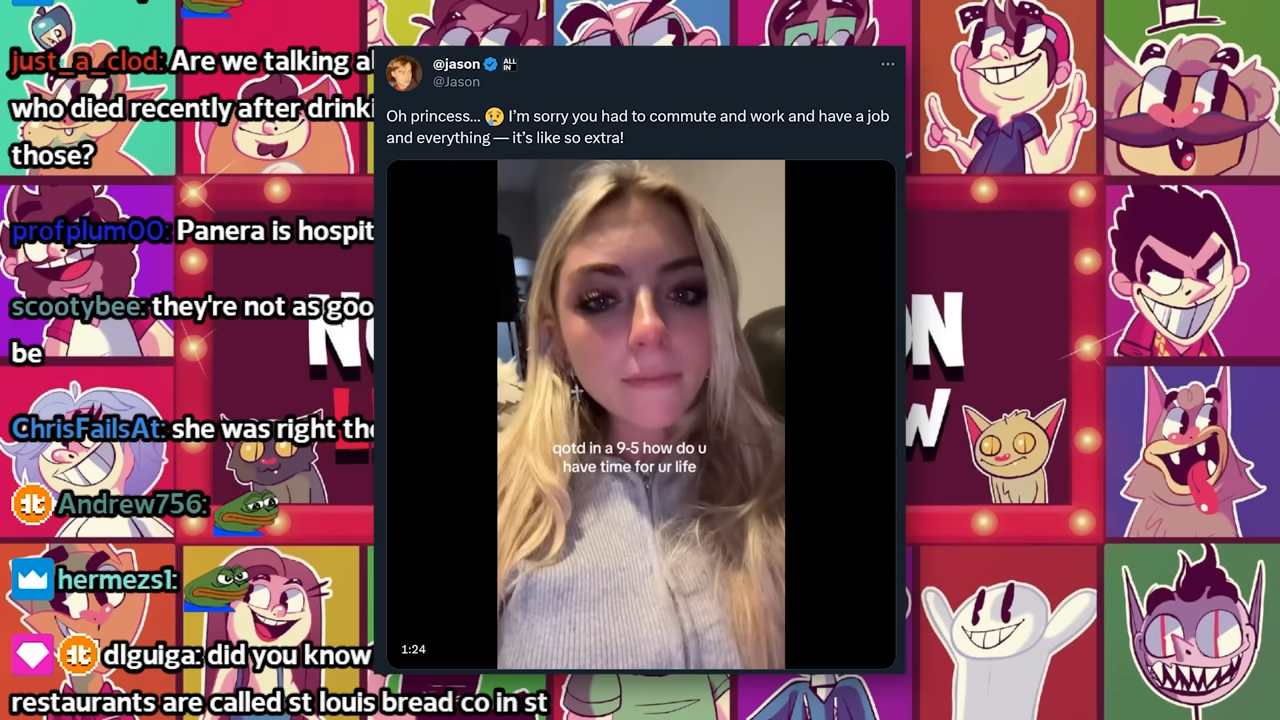 just_a_clod: Are we talking a
who died recently after drinki
those?
profplum00: Panera is hospit
scootybee: they're not as goo
be
ChrisFailsAt: she was right the
Andrew756:
hermezs1:
dlguiga: did you know
restaurants are called st louis bread co in st
@jason ALL IN
@Jason
Oh princess... 😢 I'm sorry you had to commute and work and have a job
and everything — it's like so extra!
qotd in a 9-5 how do u
have time for ur life
1:24